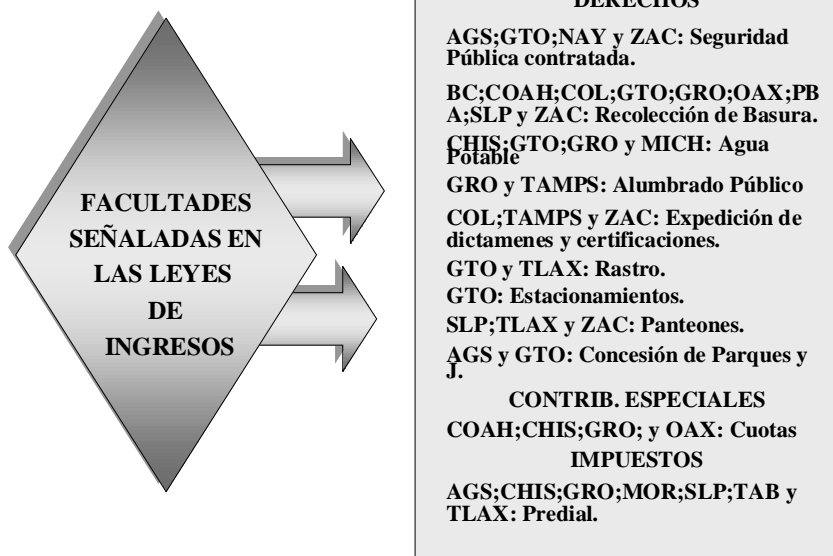 FACULTADES
SEÑALADAS EN
LAS LEYES
DE
INGRESOS
DERECHOS
AGS;GTO;NAY y ZAC: Seguridad
Pública contratada.
BC;COAH;COL;GTO;GRO;OAX;PB
A;SLP y ZAC: Recolección de Basura.
CHIS;GTO;GRO y MICH: Agua
Potable
GRO y TAMPS: Alumbrado Público
COL;TAMPS y ZAC: Expedición de
dictamenes y certificaciones.
GTO y TLAX: Rastro.
GTO: Estacionamientos.
SLP;TLAX y ZAC: Panteones.
AGS y GTO: Concesión de Parques y
J.
CONTRIB. ESPECIALES
COAH;CHIS;GRO; y OAX: Cuotas
IMPUESTOS
AGS;CHIS;GRO;MOR;SLP;TAB y
TLAX: Predial.